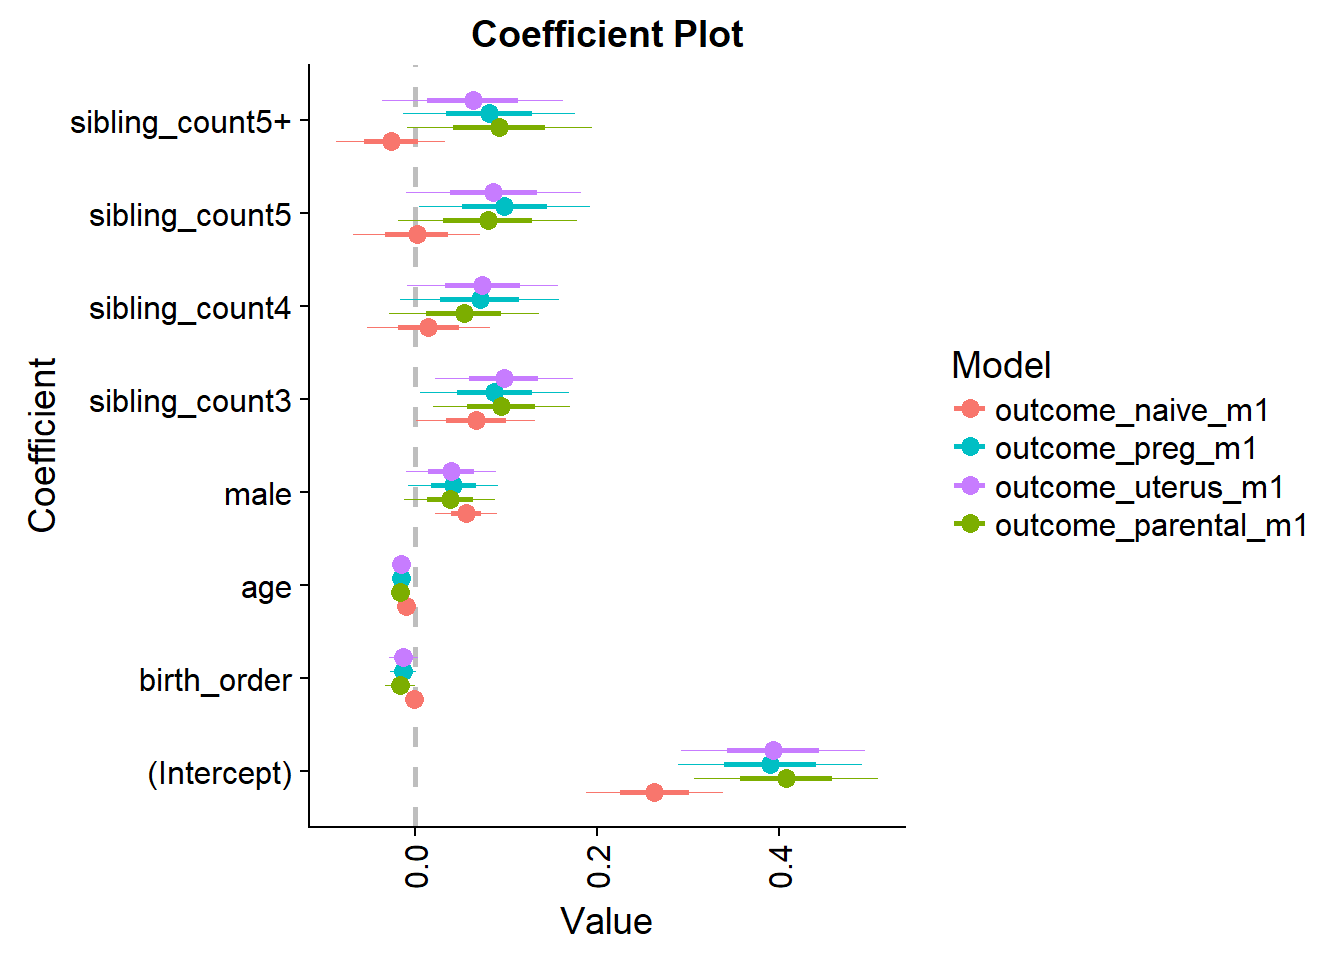 Coefficient Plot
Coefficient
sibling_count5+
sibling_count5
sibling_count4
sibling_count3
male
age
birth_order
(Intercept)
0.0
0.2
0.4
Value
Model
outcome_naive_m1
outcome_preg_m1
outcome_uterus_m1
outcome_parental_m1